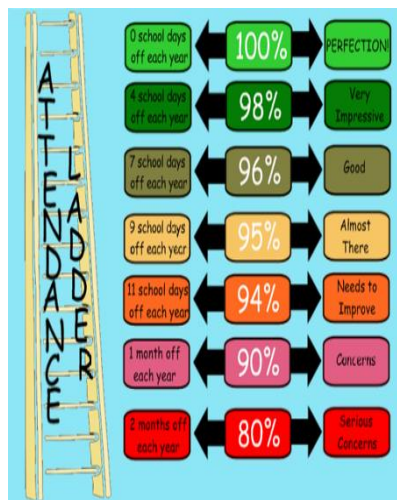 ATTENDANCE
LADDER
0 school days
off each year
100%
PERFECTION!
4 school days
off each year
98%
Very
Impressive
7 school days
off each year
96%
Good
9 school days
off each year
95%
Almost
There
11 school days
off each year
94%
Needs to
Improve
1 month off
each year
90%
Concerns
2 months off
each year
80%
Serious
Concerns